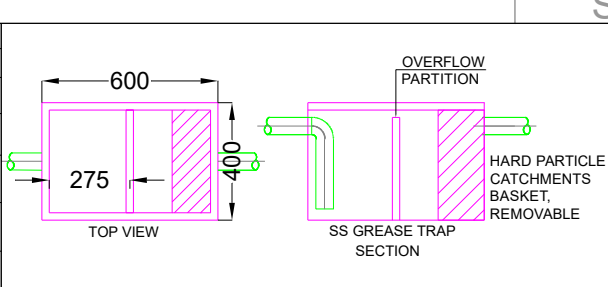 600
400
275
TOP VIEW
OVERFLOW
PARTITION
HARD PARTICLE
CATCHMENTS
BASKET,
REMOVABLE
SS GREASE TRAP
SECTION